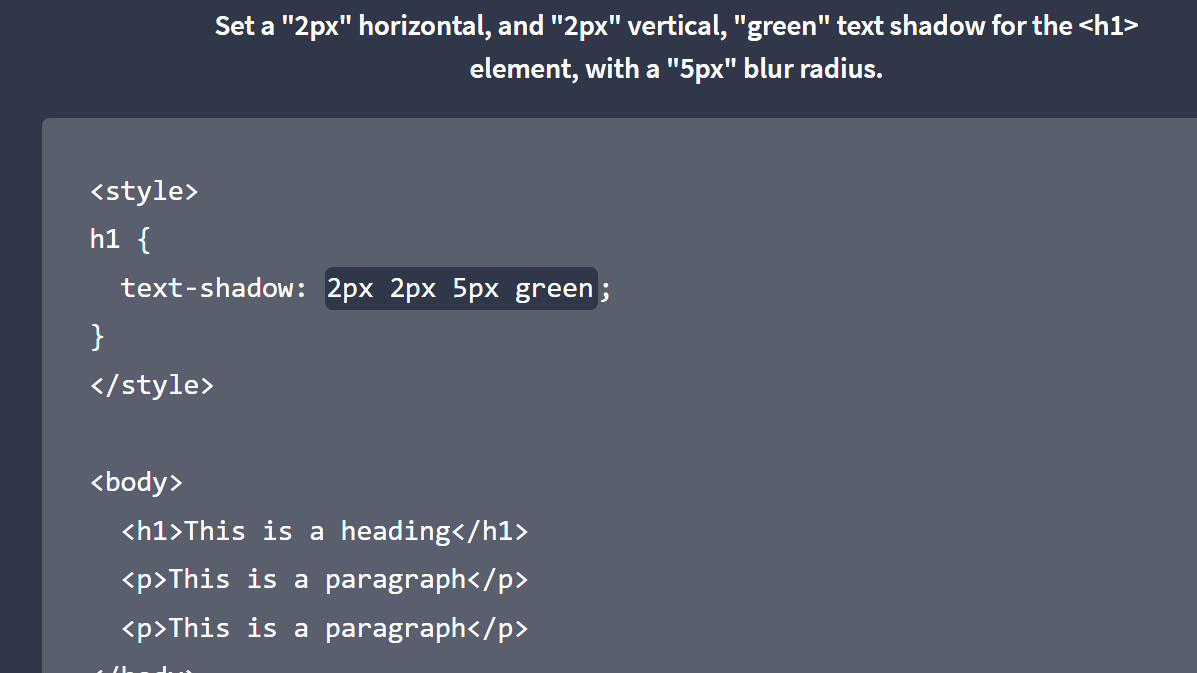 Set a "2px" horizontal, and "2px" vertical, "green" text shadow for the <h1>
element, with a "5px" blur radius.
<style>
h1 {
  text-shadow: 2px 2px 5px green;
}
</style>
<body>
  <h1>This is a heading</h1>
  <p>This is a paragraph</p>
  <p>This is a paragraph</p>
</body>